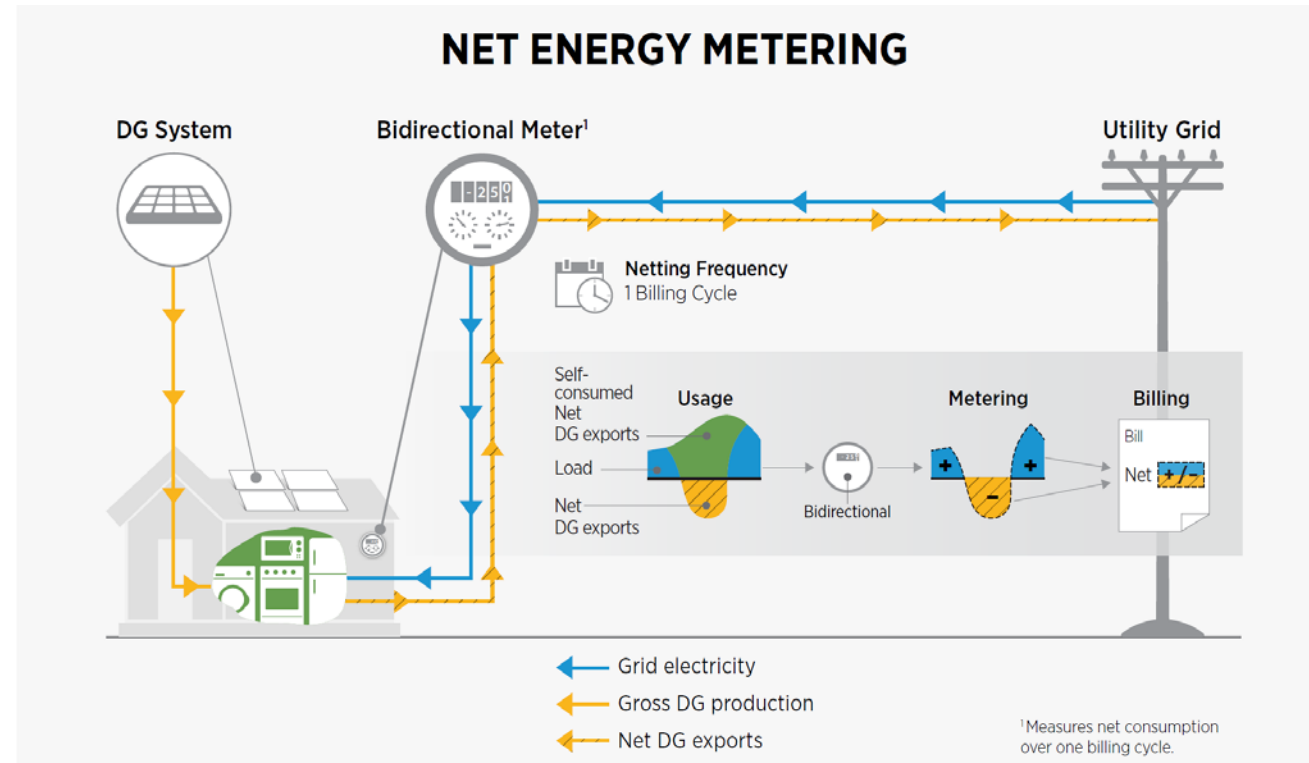 NET ENERGY METERING
DG System
Bidirectional Meter¹
Utility Grid
Netting Frequency
1 Billing Cycle
Self-
consumed
Net
DG exports
Load
Net
DG exports
Usage
Bidirectional
Metering
+
+
-
Billing
Bill
Net +/-
Grid electricity
Gross DG production
Net DG exports
¹Measures net consumption
over one billing cycle.